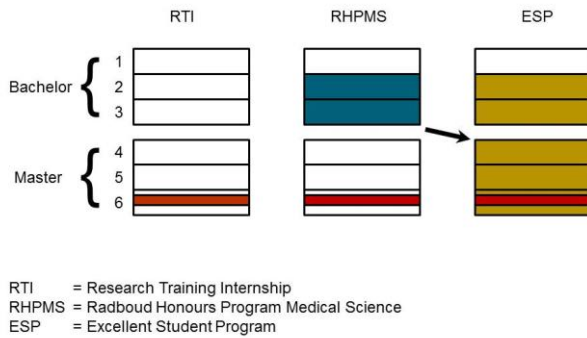 RTI RHPMS ESP
1
Bachelor 2
3
4
Master 5
6
RTI = Research Training Internship
RHPMS = Radboud Honours Program Medical Science
ESP = Excellent Student Program